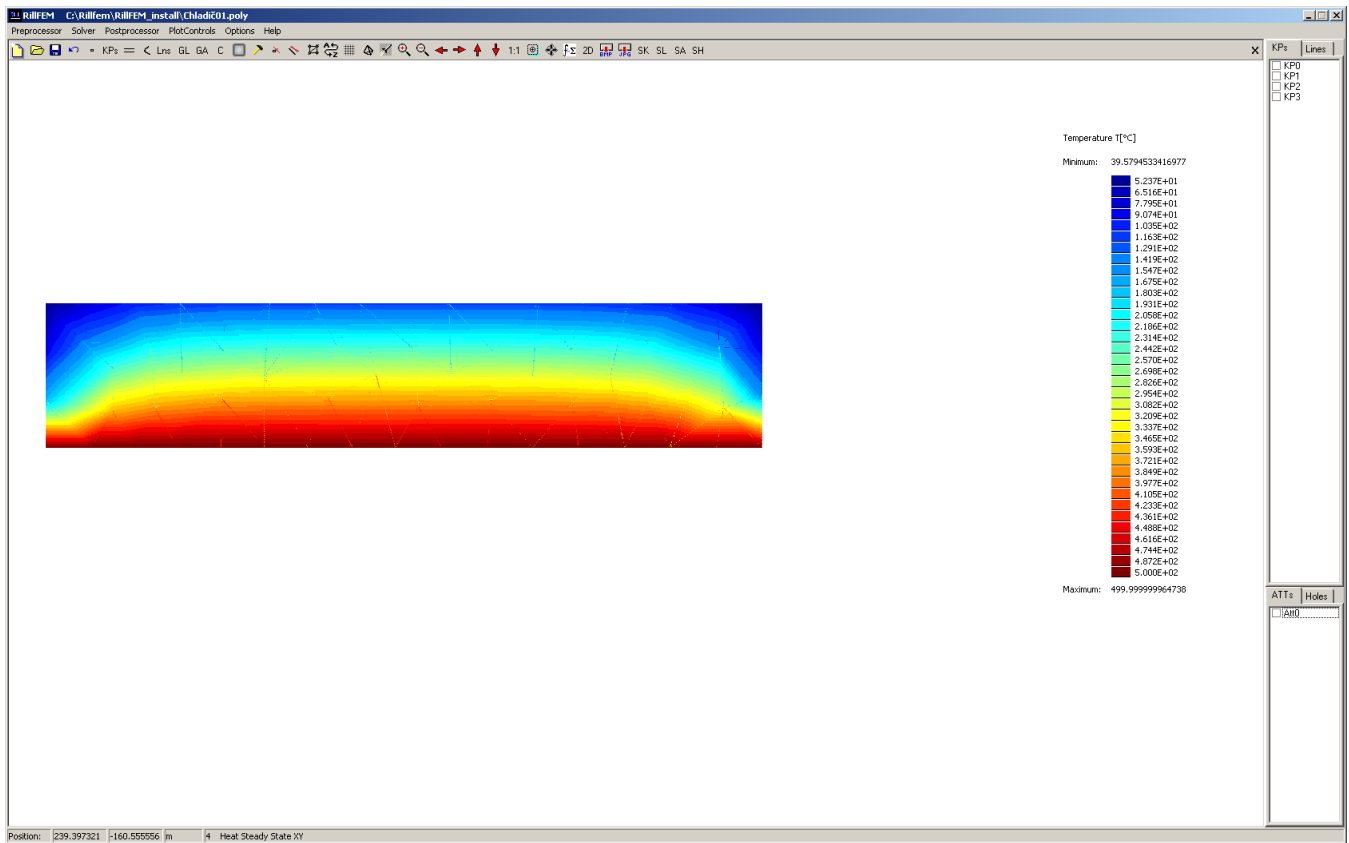 RillFEM C:\Rillfem\RillFEM_install\Chladič01.poly
Preprocessor Solver Postprocessor PlotControls Options Help
KPs Lns GL GA C 1:1 fΣ 2D BMP JPG SK SL SA SH
KPs Lines
KP0
KP1
KP2
KP3
Temperature T[°C]
Minimum: 39.5794533416977
5.237E+01
6.516E+01
7.795E+01
9.074E+01
1.035E+02
1.163E+02
1.291E+02
1.419E+02
1.547E+02
1.675E+02
1.803E+02
1.931E+02
2.058E+02
2.186E+02
2.314E+02
2.442E+02
2.570E+02
2.698E+02
2.826E+02
2.954E+02
3.082E+02
3.209E+02
3.337E+02
3.465E+02
3.593E+02
3.721E+02
3.849E+02
3.977E+02
4.105E+02
4.233E+02
4.361E+02
4.488E+02
4.616E+02
4.744E+02
4.872E+02
5.000E+02
Maximum: 499.999999964738
ATTs Holes
Att0
Position: 239.397321 -160.555556 m 4 Heat Steady State XY